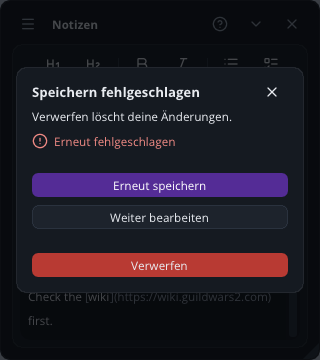 Notizen
H1 H2 B I
Speichern fehlgeschlagen
Verwerfen löscht deine Änderungen.
Erneut fehlgeschlagen
Erneut speichern
Weiter bearbeiten
Verwerfen
Check the [wiki](https://wiki.guildwars2.com)
first.